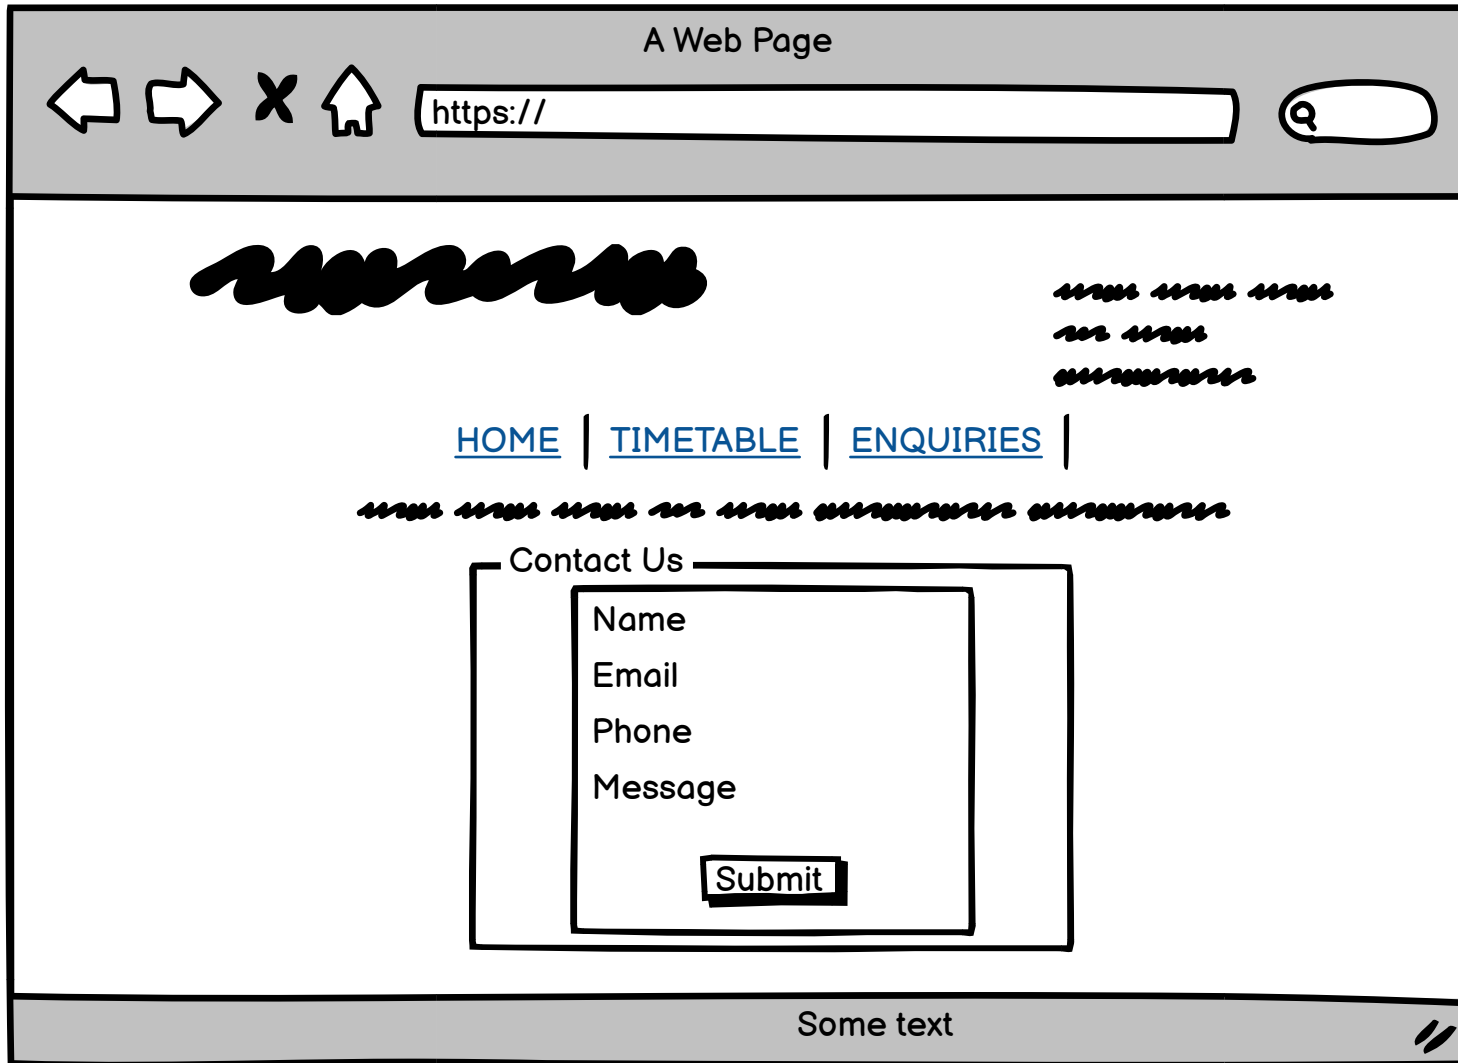 A Web Page
https://
HOME | TIMETABLE | ENQUIRIES |
Contact Us
Name
Email
Phone
Message
Submit
Some text